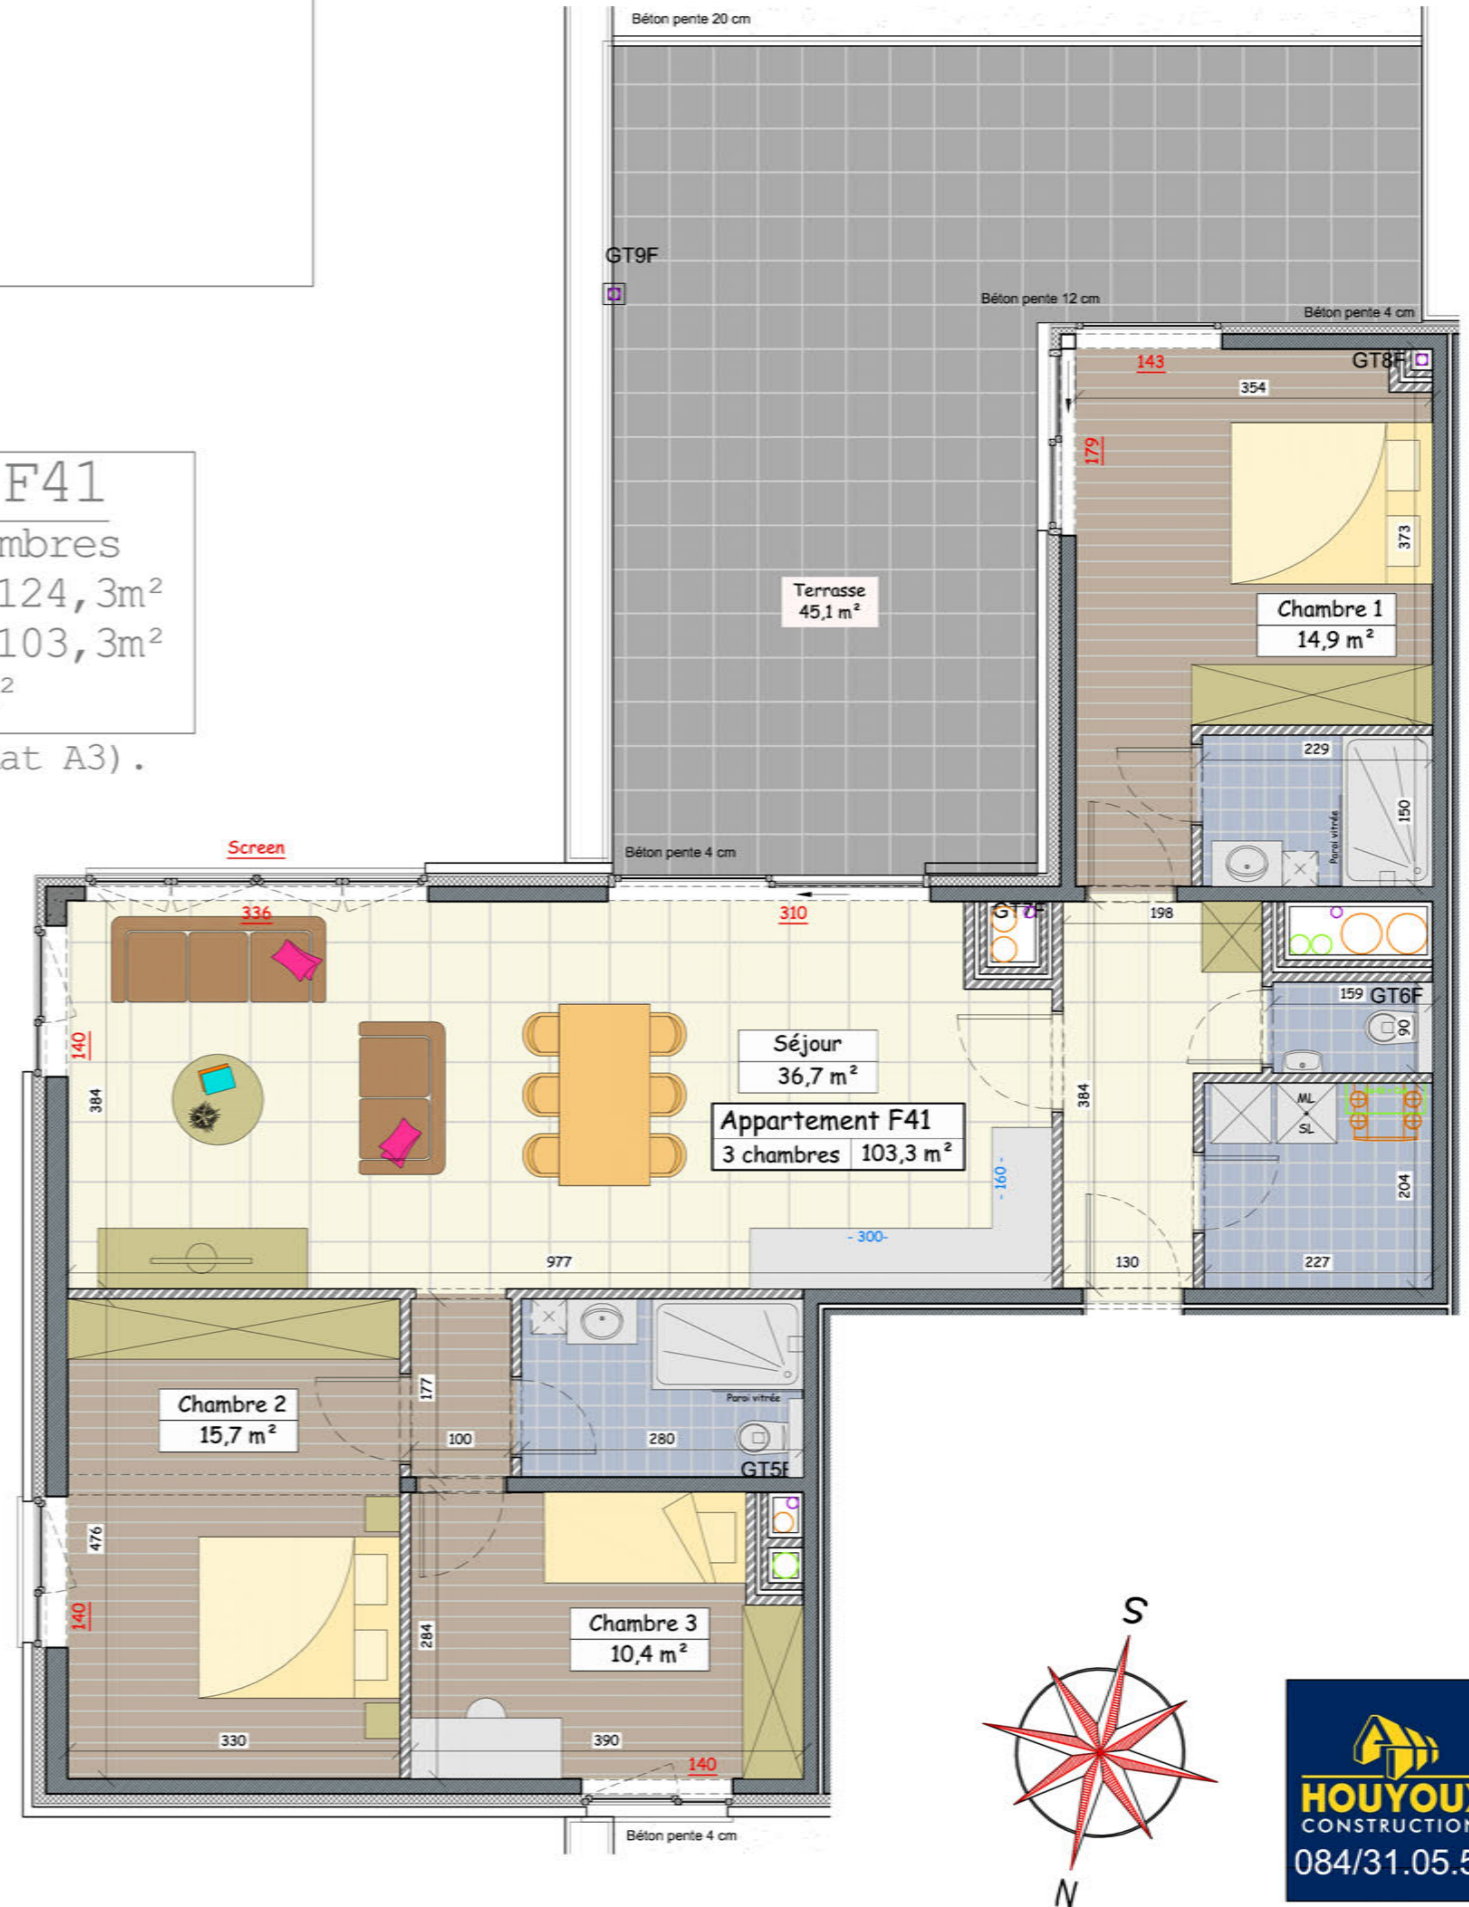 Béton pente 20 cm
GT9F
Béton pente 12 cm
Béton pente 4 cm
143
GT8F
354
179
373
F41
mbres
124,3m²
103,3m²
²
at A3).
Terrasse
45,1 m²
Chambre 1
14,9 m²
229
150
Paroi vitrée
Screen
Béton pente 4 cm
336
310
198
159
GT6F
90
140
384
Séjour
36,7 m²
384
Appartement F41
3 chambres 103,3 m²
ML
SL
- 160 -
204
- 300-
977
130
227
Chambre 2
15,7 m²
177
100
280
Paroi vitrée
476
140
284
Chambre 3
10,4 m²
330
390
140
Béton pente 4 cm
S
N
HOUYOUX
CONSTRUCTION
084/31.05.5